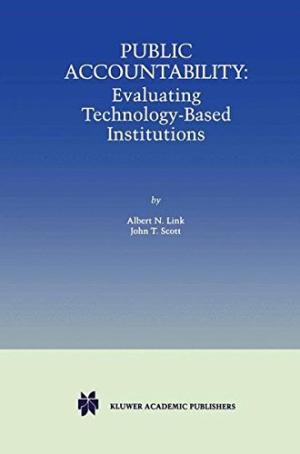 PUBLIC
ACCOUNTABILITY:
Evaluating
Technology-Based
Institutions
by
Albert N. Link
John T. Scott
KLUWER ACADEMIC PUBLISHERS